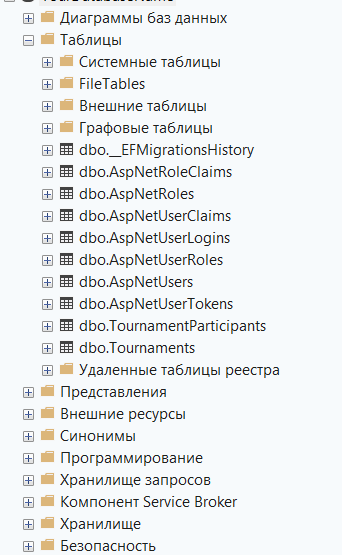 Диаграммы баз данных
Таблицы
Системные таблицы
FileTables
Внешние таблицы
Графовые таблицы
dbo.__EFMigrationsHistory
dbo.AspNetRoleClaims
dbo.AspNetRoles
dbo.AspNetUserClaims
dbo.AspNetUserLogins
dbo.AspNetUserRoles
dbo.AspNetUsers
dbo.AspNetUserTokens
dbo.TournamentParticipants
dbo.Tournaments
Удаленные таблицы реестра
Представления
Внешние ресурсы
Синонимы
Программирование
Хранилище запросов
Компонент Service Broker
Хранилище
Безопасность